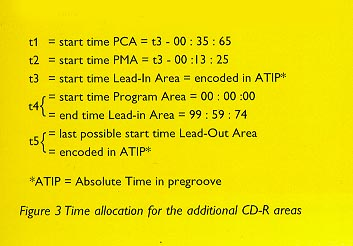 t1 = start time PCA = t3 - 00 : 35 : 65
t2 = start time PMA = t3 - 00 :13 : 25
t3 = start time Lead-In Area = encoded in ATIP*
t4{ = start time Program Area = 00 : 00 :00
= end time Lead-in Area = 99 : 59 : 74
t5{ = last possible start time Lead-Out Area
= encoded in ATIP*
*ATIP = Absolute Time in pregroove
Figure 3 Time allocation for the additional CD-R areas